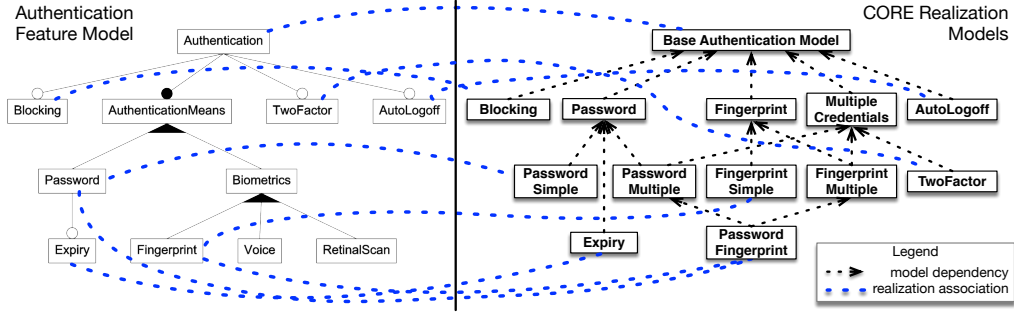 Authentication
Feature Model
Authentication
Blocking
AuthenticationMeans
TwoFactor
AutoLogoff
Password
Biometrics
Expiry
Fingerprint
Voice
RetinalScan
CORE Realization
Models
Base Authentication Model
Blocking
Password
Fingerprint
Multiple
Credentials
AutoLogoff
Password
Simple
Password
Multiple
Fingerprint
Simple
Fingerprint
Multiple
TwoFactor
Expiry
Password
Fingerprint
Legend
model dependency
realization association